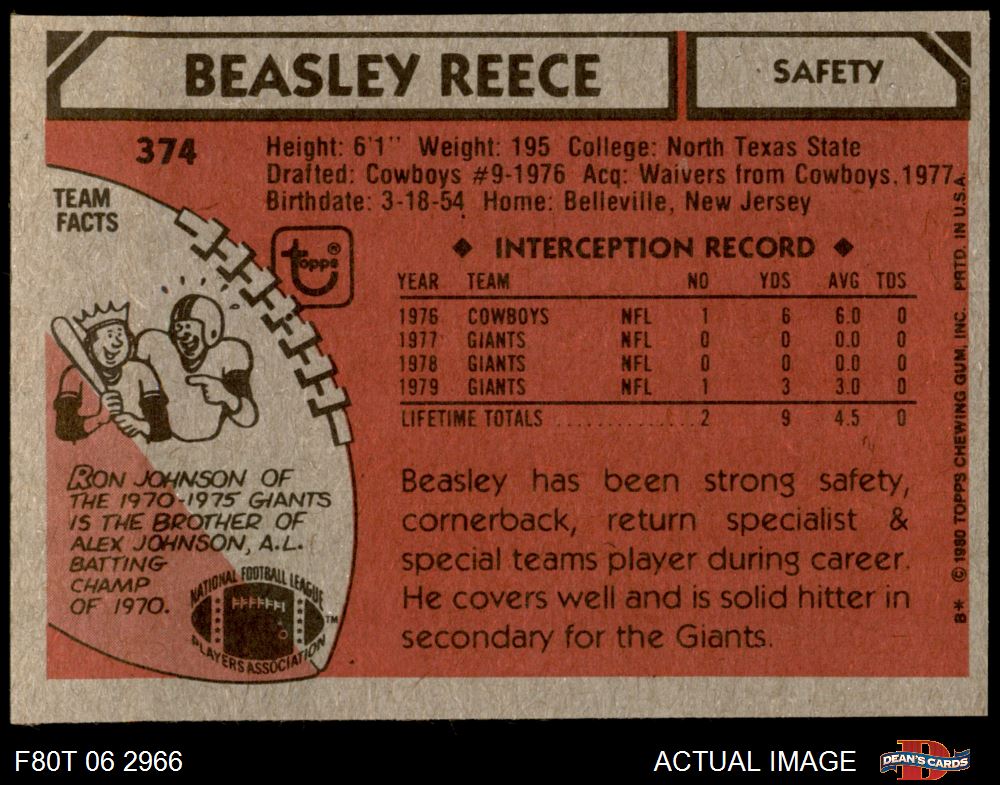 BEASLEY REECE
SAFETY
374
Height: 6'1" Weight: 195 College: North Texas State
Drafted: Cowboys #9-1976 Acq: Waivers from Cowboys, 1977.
Birthdate: 3-18-54 Home: Belleville, New Jersey
TEAM
FACTS
topps®
◆ INTERCEPTION RECORD ◆
YEAR TEAM NO YDS AVG TDS
1976 COWBOYS NFL 1 6 6.0 0
1977 GIANTS NFL 0 0 0.0 0
1978 GIANTS NFL 0 0 0.0 0
1979 GIANTS NFL 1 3 3.0 0
LIFETIME TOTALS ............. 2 9 4.5 0
RON JOHNSON OF
THE 1970-1975 GIANTS
IS THE BROTHER OF
ALEX JOHNSON, A.L.
BATTING
CHAMP
OF 1970.
NATIONAL FOOTBALL LEAGUE
PLAYERS ASSOCIATION
TM
Beasley has been strong safety,
cornerback, return specialist &
special teams player during career.
He covers well and is solid hitter in
secondary for the Giants.
B* © 1980 TOPPS CHEWING GUM, INC. PRTD. IN U.S.A.
F80T 06 2966
ACTUAL IMAGE
D
DEAN'S CARDS